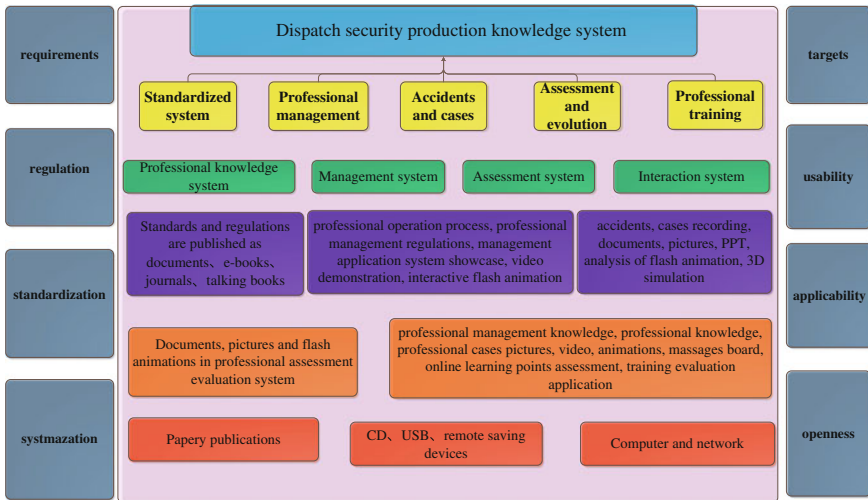 Dispatch security production knowledge system
requirements
regulation
standardization
systmazation
Standardized
system
Professional
management
Accidents
and cases
Assessment
and
evolution
Professional
training
Professional knowledge
system
Management system
Assessment system
Interaction system
Standards and regulations
are published as
documents、e-books、
journals、talking books
professional operation process, professional
management regulations, management
application system showcase, video
demonstration, interactive flash animation
accidents, cases recording,
documents, pictures, PPT,
analysis of flash animation, 3D
simulation
Documents, pictures and flash
animations in professional assessment
evaluation system
professional management knowledge, professional knowledge,
professional cases pictures, video, animations, massages board,
online learning points assessment, training evaluation
application
Papery publications
CD、USB、remote saving
devices
Computer and network
targets
usability
applicability
openness